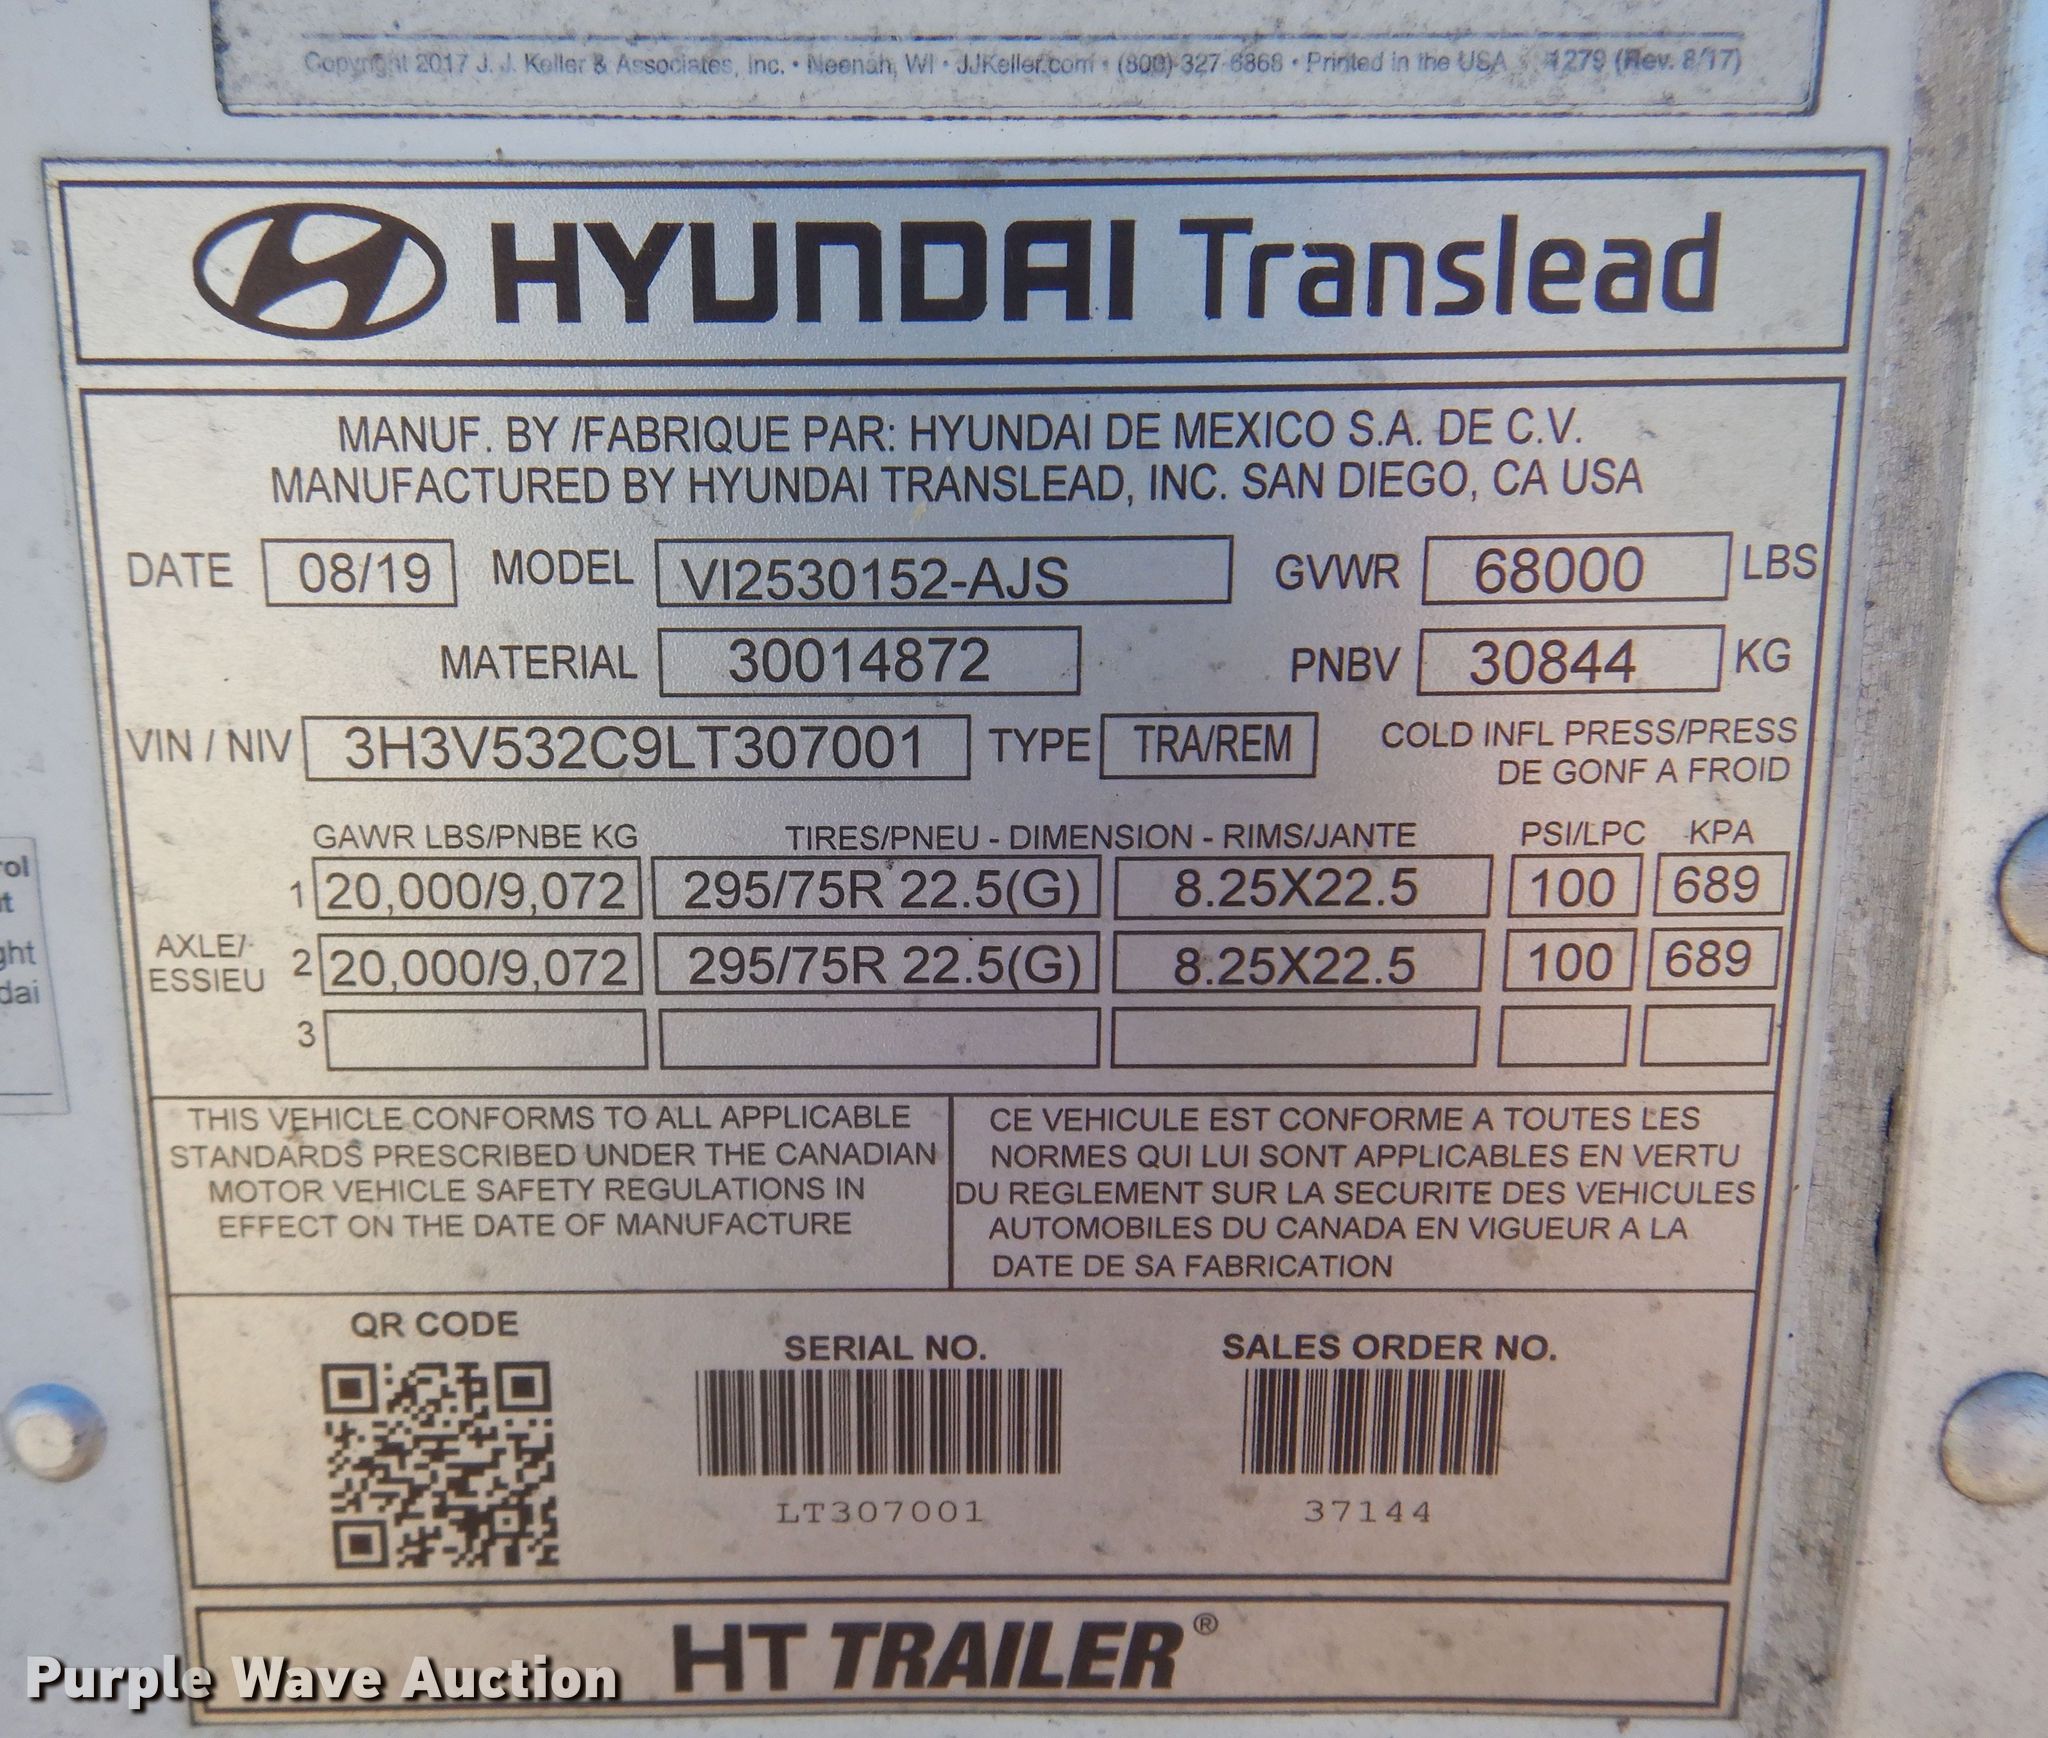 Copyright 2017 J. J. Keller & Associates, Inc. • Neenah, WI • JJKeller.com • (800) 327-6868 • Printed in the USA 1279 (Rev. 8/17)
HYUNDAI Translead
MANUF. BY /FABRIQUE PAR: HYUNDAI DE MEXICO S.A. DE C.V.
MANUFACTURED BY HYUNDAI TRANSLEAD, INC. SAN DIEGO, CA USA
DATE 08/19 MODEL VI2530152-AJS GVWR 68000 LBS
MATERIAL 30014872 PNBV 30844 KG
VIN / NIV 3H3V532C9LT307001 TYPE TRA/REM COLD INFL PRESS/PRESS
DE GONF A FROID
GAWR LBS/PNBE KG TIRES/PNEU - DIMENSION - RIMS/JANTE PSI/LPC KPA
1 20,000/9,072 295/75R 22.5(G) 8.25X22.5 100 689
AXLE/
ESSIEU
2 20,000/9,072 295/75R 22.5(G) 8.25X22.5 100 689
3
THIS VEHICLE CONFORMS TO ALL APPLICABLE
STANDARDS PRESCRIBED UNDER THE CANADIAN
MOTOR VEHICLE SAFETY REGULATIONS IN
EFFECT ON THE DATE OF MANUFACTURE
CE VEHICULE EST CONFORME A TOUTES LES
NORMES QUI LUI SONT APPLICABLES EN VERTU
DU REGLEMENT SUR LA SECURITE DES VEHICULES
AUTOMOBILES DU CANADA EN VIGUEUR A LA
DATE DE SA FABRICATION
QR CODE
SERIAL NO.
LT307001
SALES ORDER NO.
37144
HT TRAILER®
Purple Wave Auction